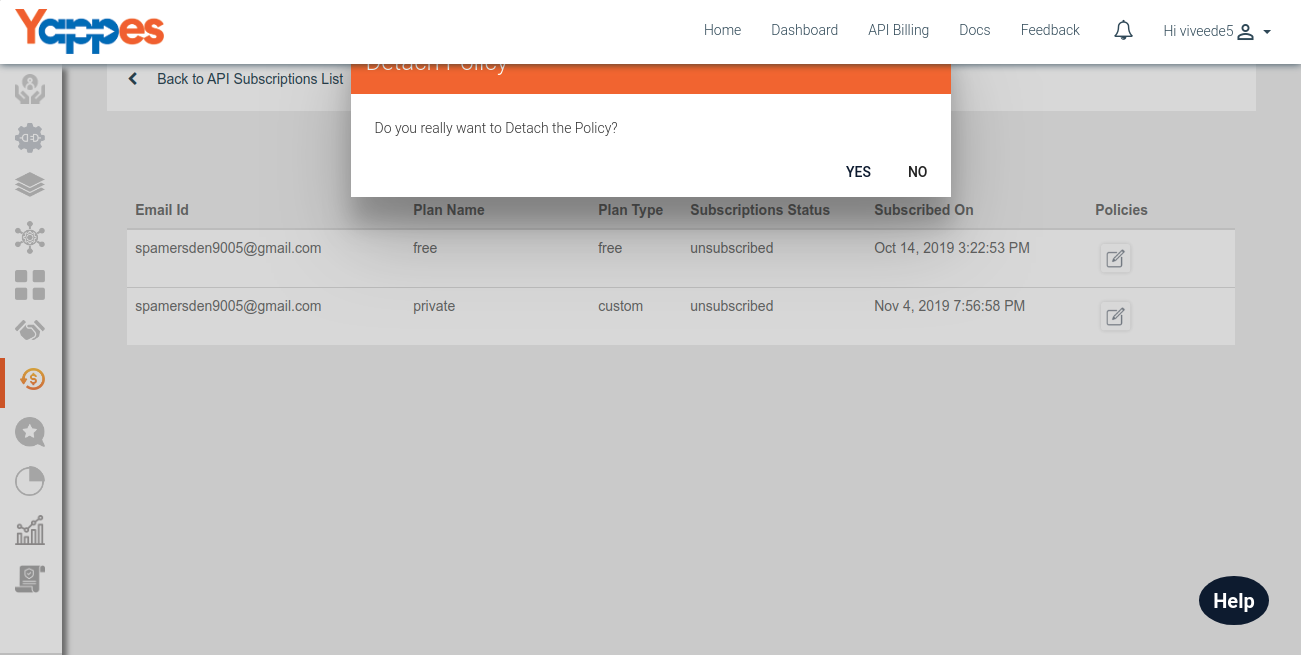 Yappes
Home Dashboard API Billing Docs Feedback Hi viveede5
Back to API Subscriptions List
Detach Policy
Do you really want to Detach the Policy?
YES NO
Email Id Plan Name Plan Type Subscriptions Status Subscribed On Policies
spamersden9005@gmail.com free free unsubscribed Oct 14, 2019 3:22:53 PM
spamersden9005@gmail.com private custom unsubscribed Nov 4, 2019 7:56:58 PM
Help